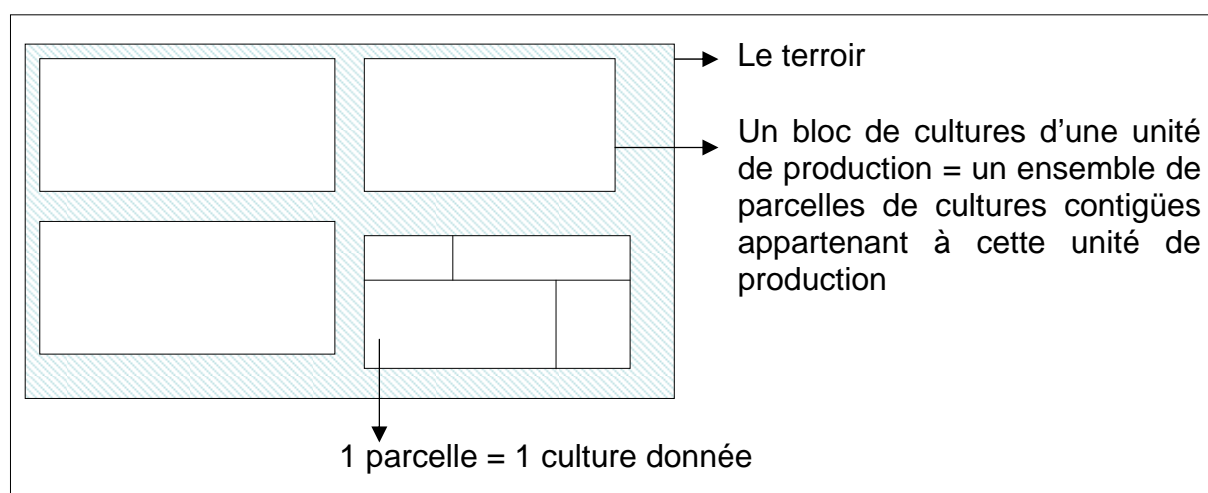 Le terroir
Un bloc de cultures d'une unité
de production = un ensemble de
parcelles de cultures contigües
appartenant à cette unité de
production
1 parcelle = 1 culture donnée